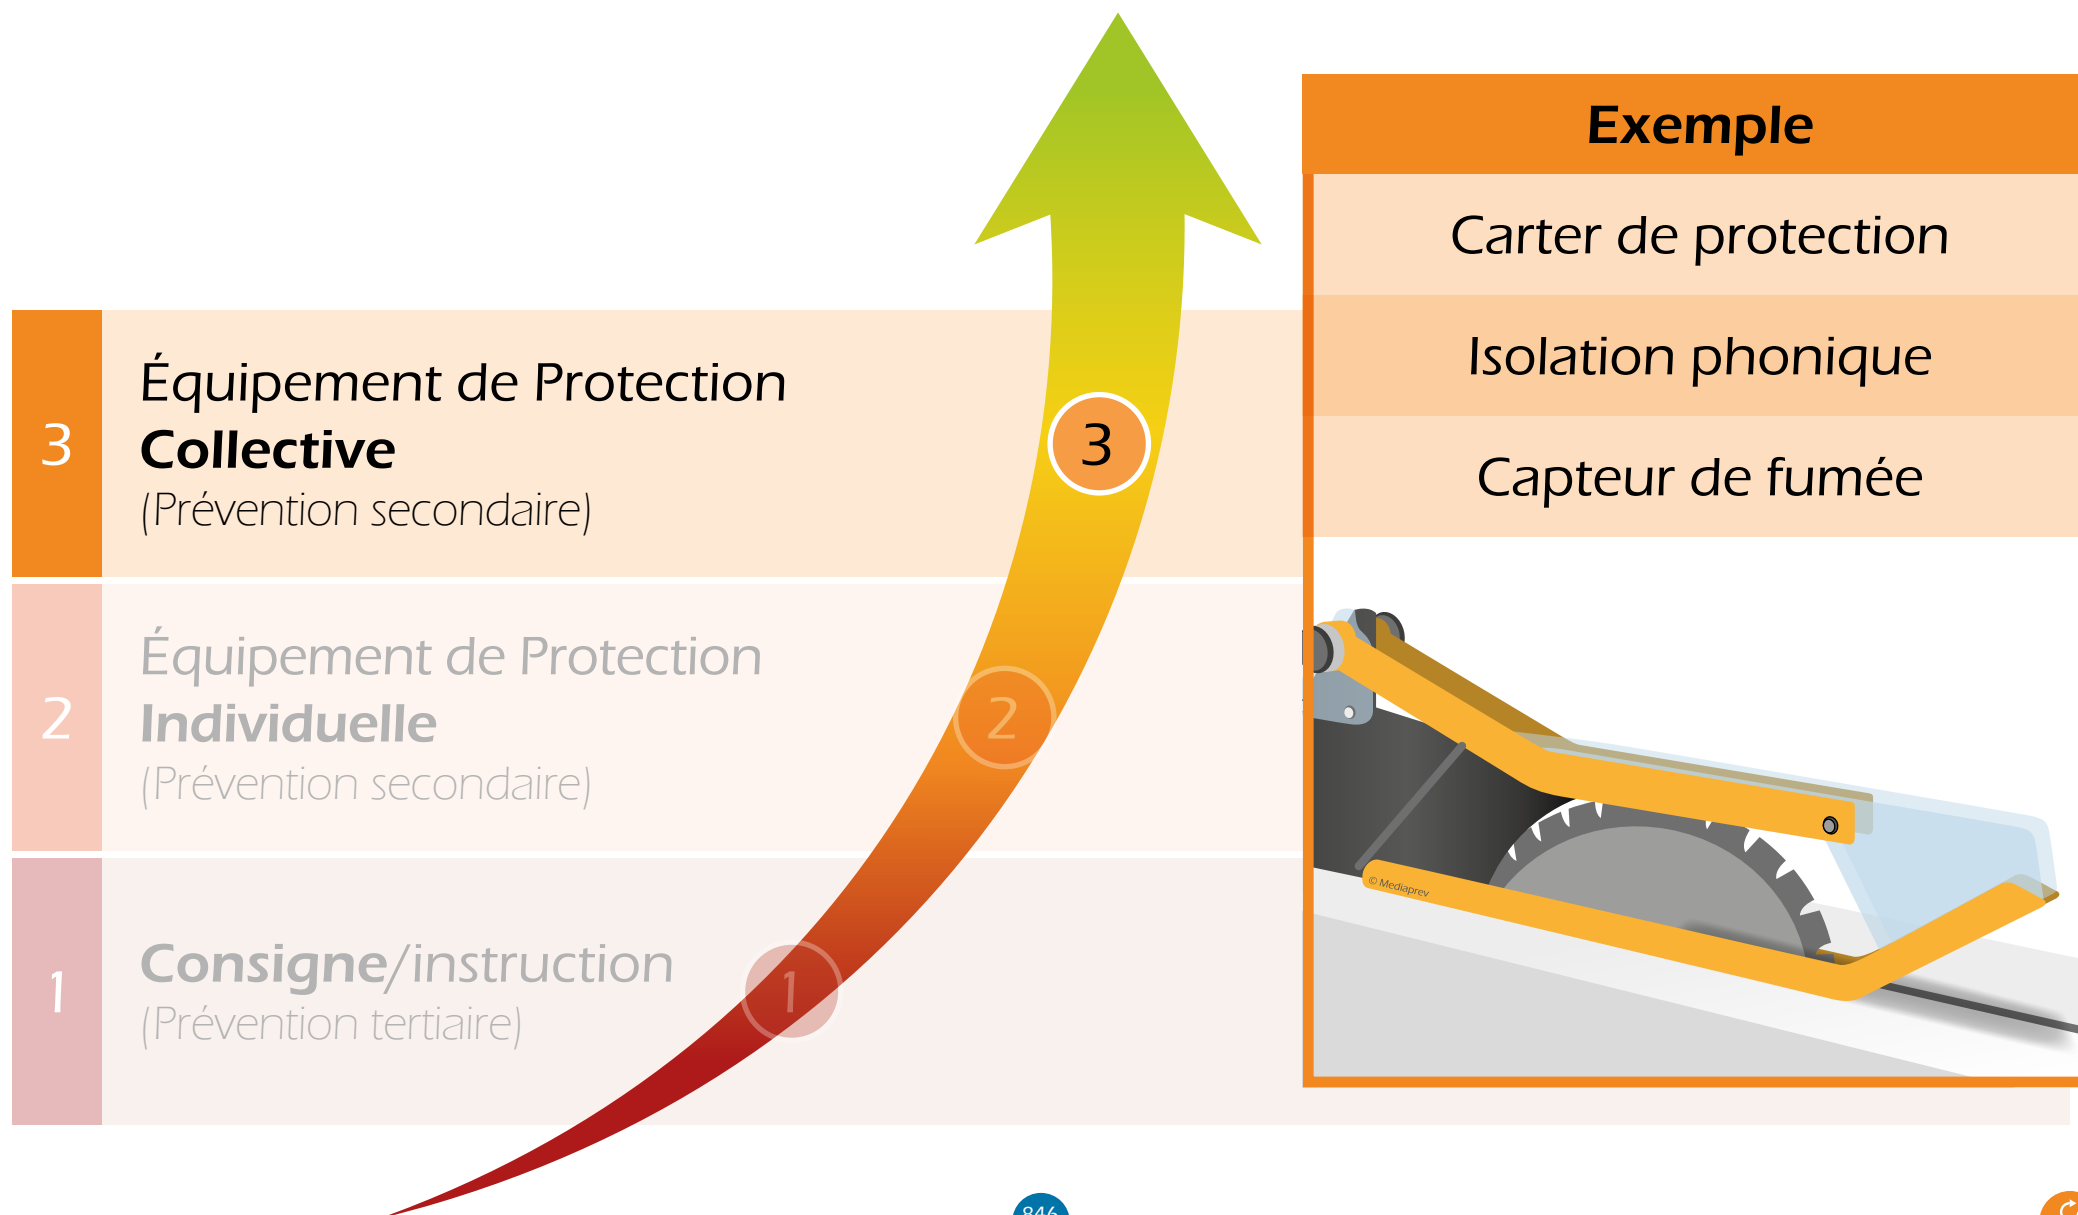 Exemple
Carter de protection
Isolation phonique
Capteur de fumée
3
Équipement de Protection
Collective
(Prévention secondaire)
3
2
Équipement de Protection
Individuelle
(Prévention secondaire)
2
1
Consigne/instruction
(Prévention tertiaire)
1
© Mediaprev
846